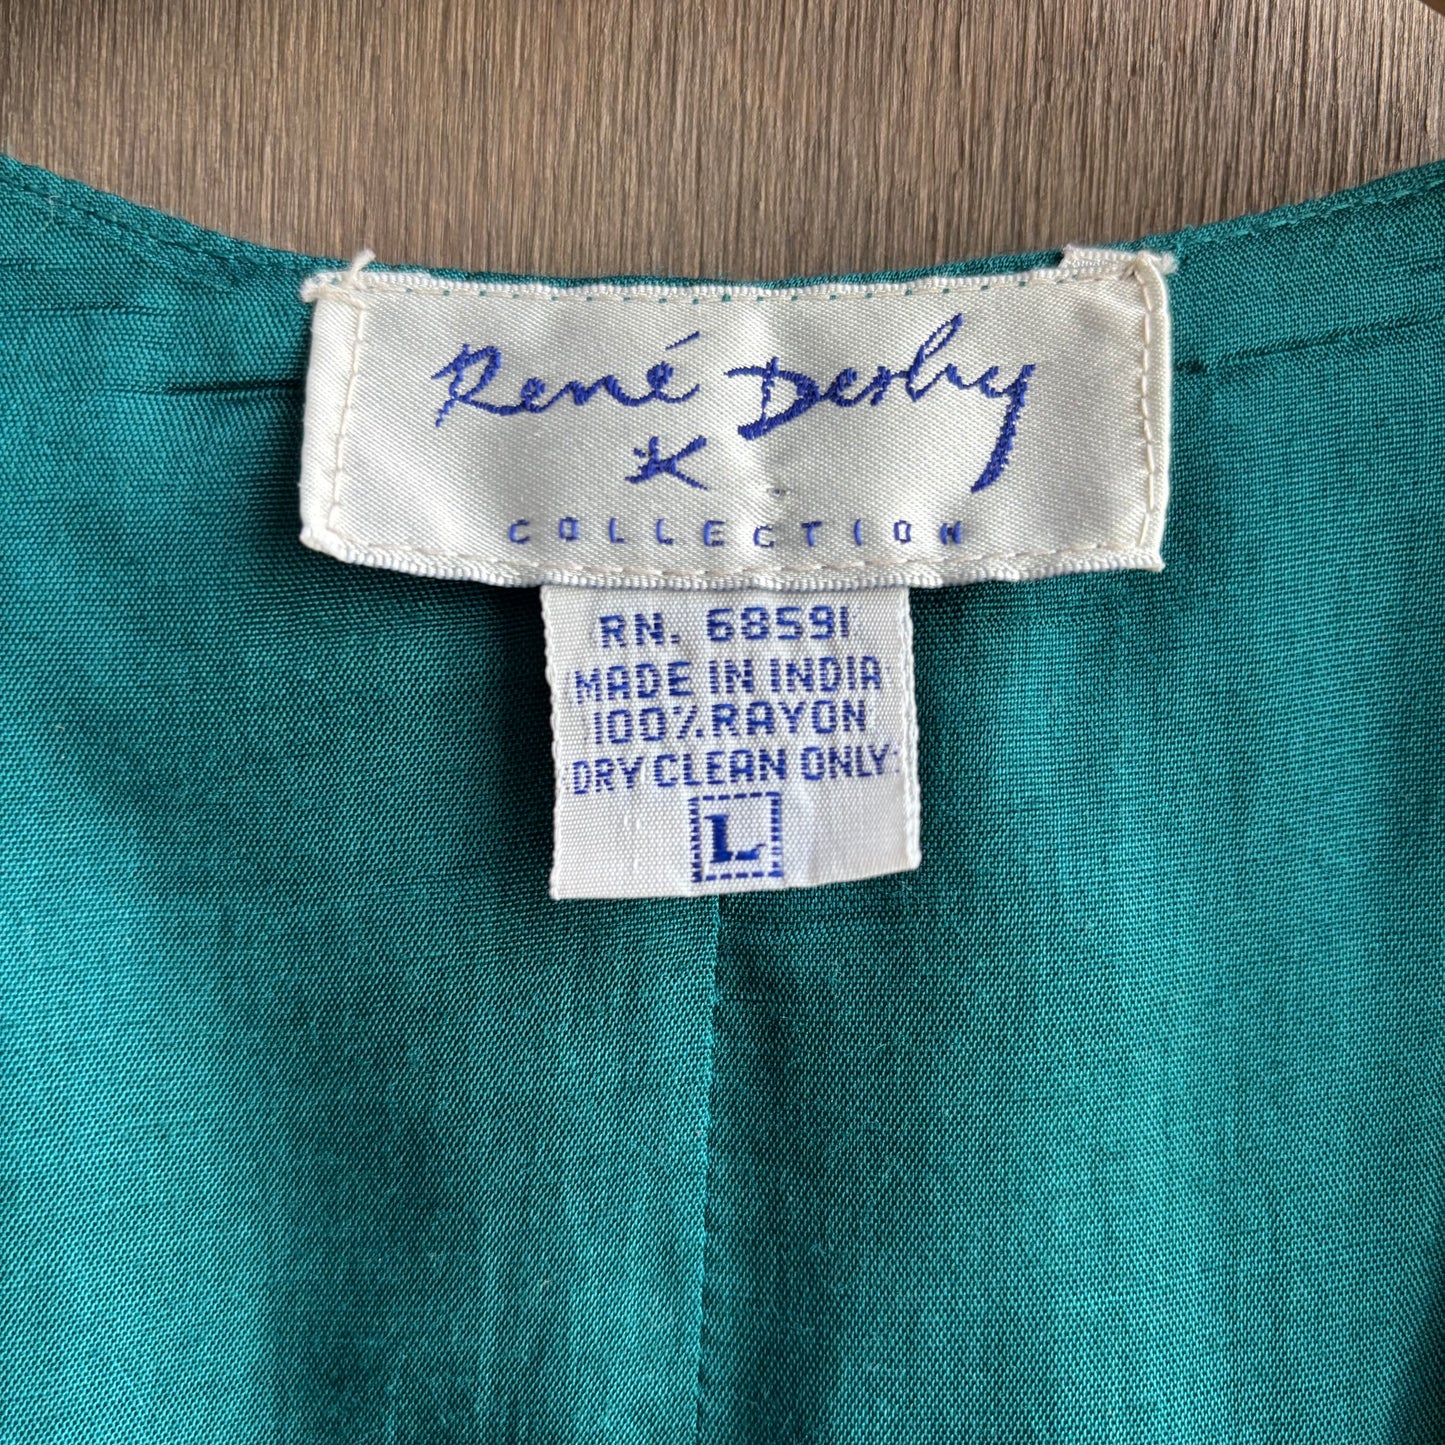 René Derhy
COLLECTION
RN. 68591
MADE IN INDIA
100% RAYON
DRY CLEAN ONLY
L